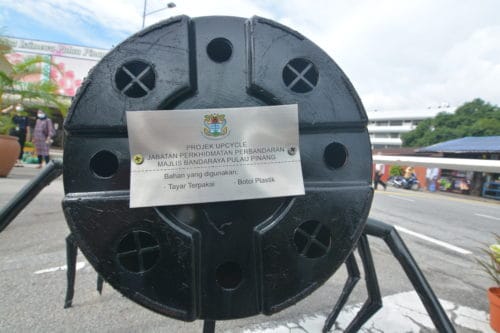 PROJEK UPCYCLE
JABATAN PERKHIDMATAN PERBANDARAN
MAJLIS BANDARAYA PULAU PINANG
Bahan yang digunakan:
- Tayar Terpakai - Botol Plastik